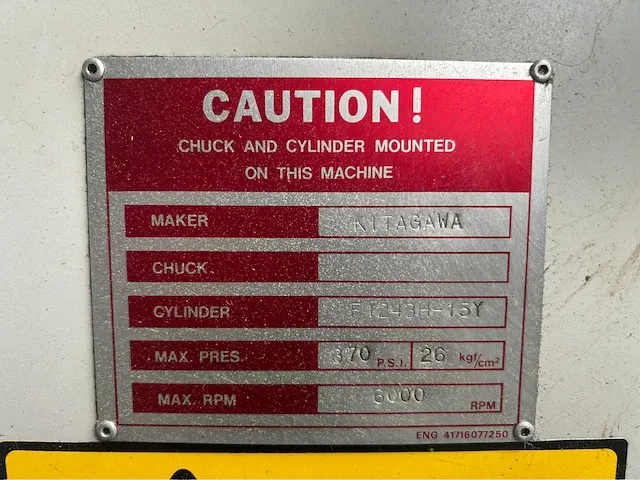 CAUTION!
CHUCK AND CYLINDER MOUNTED
ON THIS MACHINE
MAKER KITAGAWA
CHUCK
CYLINDER F1243H-15Y
MAX. PRES. 370 P.S.I. 26 kgf/cm²
MAX. RPM 6000 RPM
ENG 41716077250